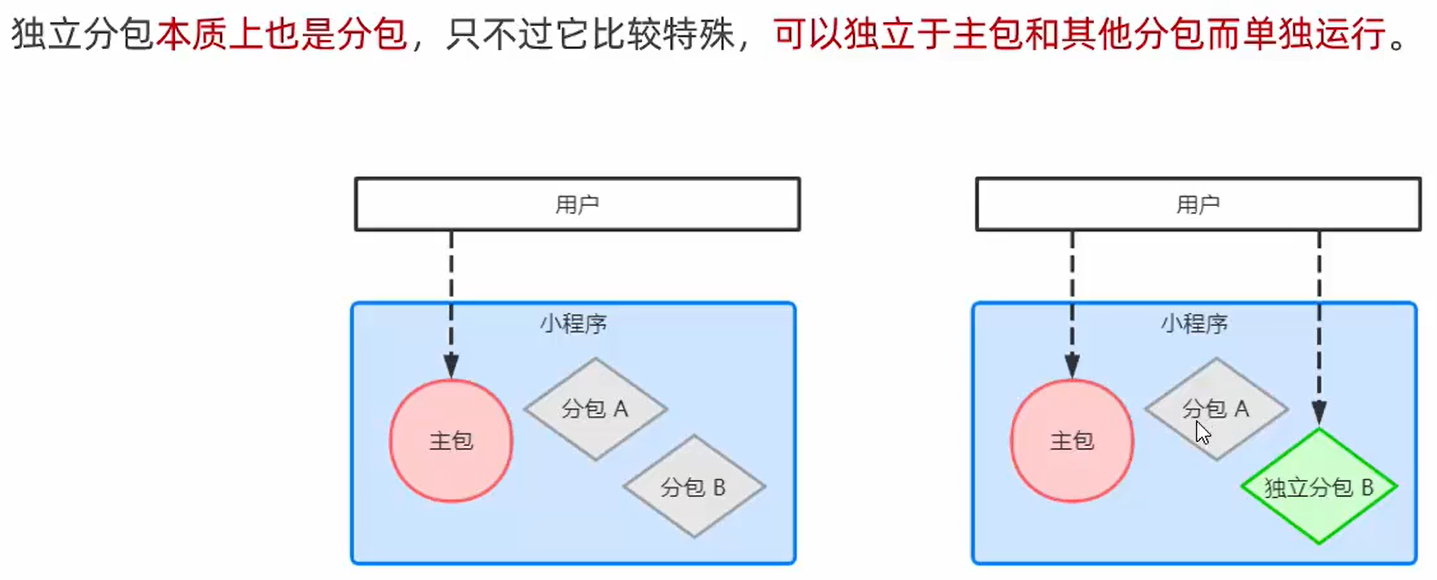 独立分包本质上也是分包，只不过它比较特殊，可以独立于主包和其他分包而单独运行。
用户
小程序
主包
分包 A
分包 B
用户
小程序
主包
分包 A
独立分包 B